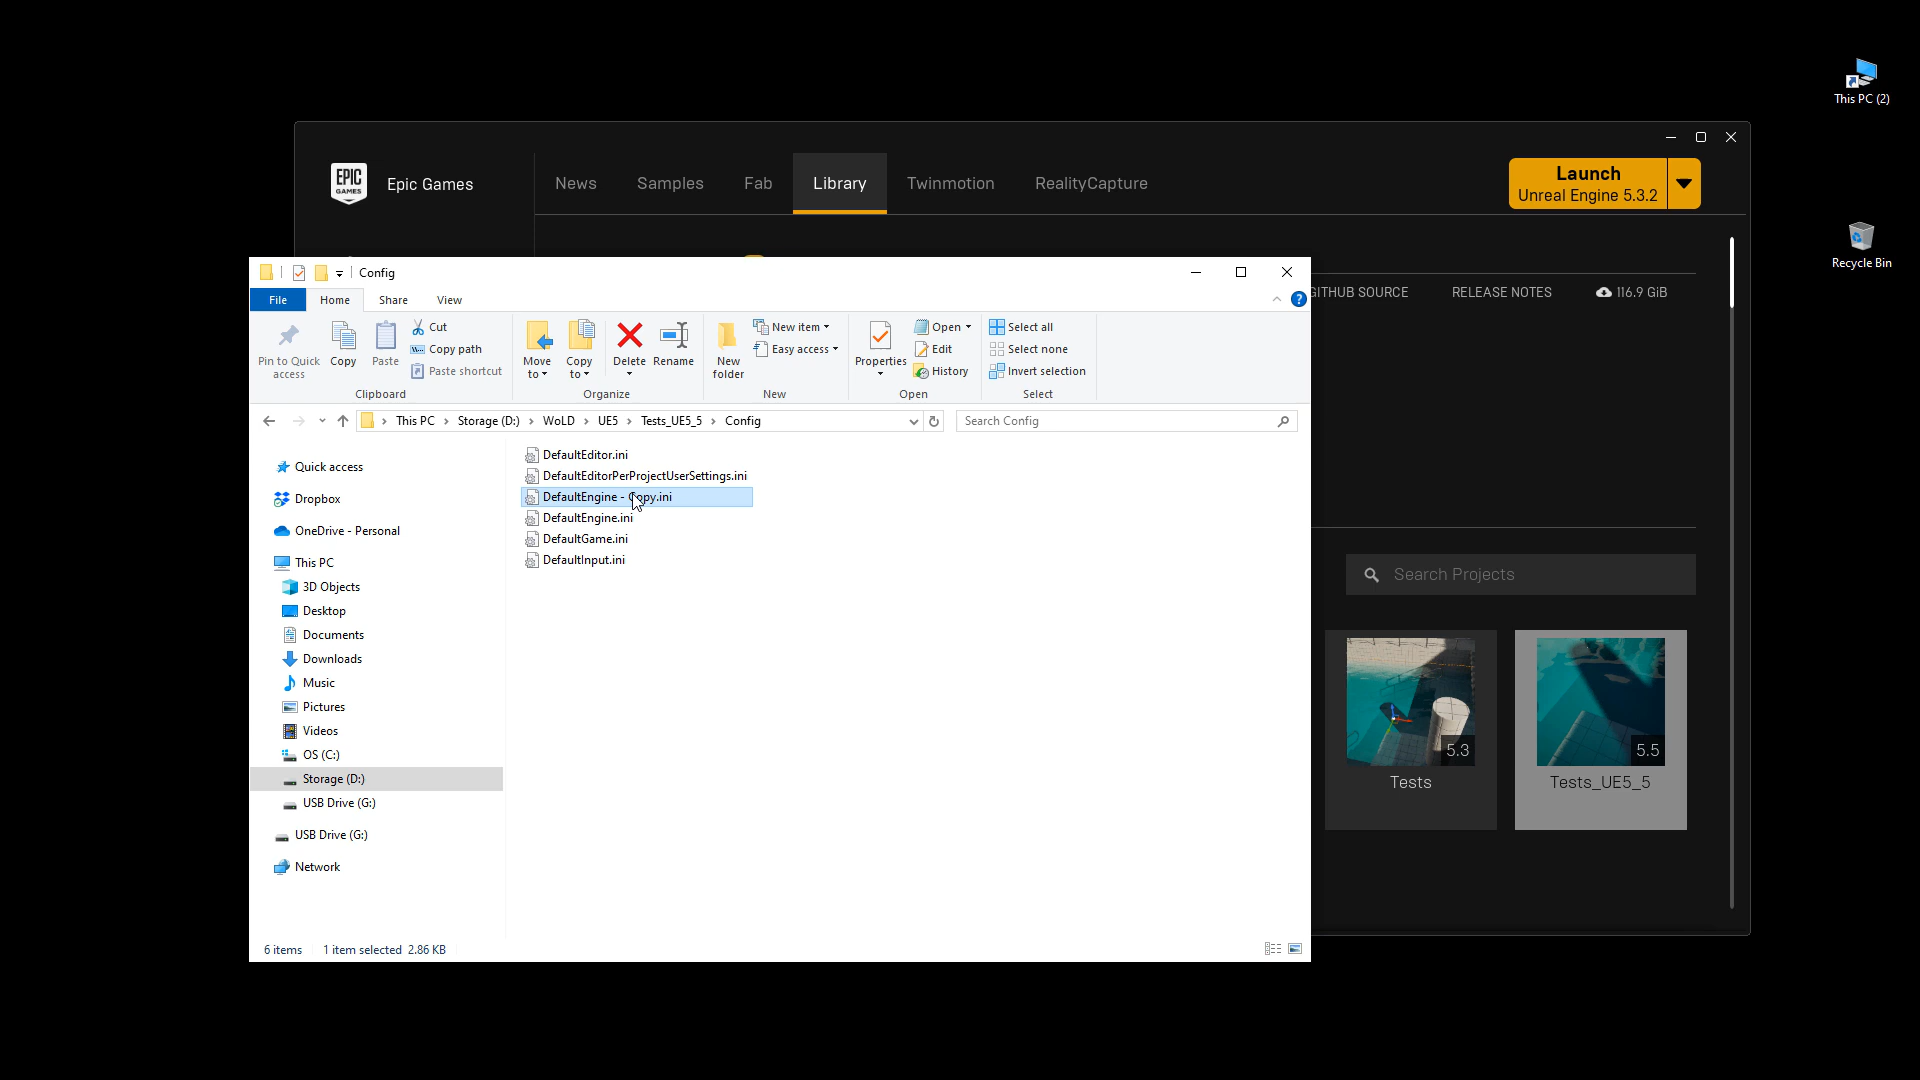 This PC (2)
Recycle Bin
EPIC GAMES
Epic Games
News
Samples
Fab
Library
Twinmotion
RealityCapture
Launch
Unreal Engine 5.3.2
GITHUB SOURCE
RELEASE NOTES
116.9 GiB
Config
File
Home
Share
View
Pin to Quick
access
Copy
Paste
Cut
Copy path
Paste shortcut
Clipboard
Move
to
Copy
to
Delete
Rename
Organize
New
folder
New item
Easy access
New
Properties
Open
Edit
History
Open
Select all
Select none
Invert selection
Select
This PC
Storage (D:)
WoLD
UE5
Tests_UE5_5
Config
Search Config
Quick access
Dropbox
OneDrive - Personal
This PC
3D Objects
Desktop
Documents
Downloads
Music
Pictures
Videos
OS (C:)
Storage (D:)
USB Drive (G:)
USB Drive (G:)
Network
DefaultEditor.ini
DefaultEditorPerProjectUserSettings.ini
DefaultEngine - Copy.ini
DefaultEngine.ini
DefaultGame.ini
DefaultInput.ini
6 items
1 item selected 2.86 KB
Search Projects
5.3
Tests
5.5
Tests_UE5_5